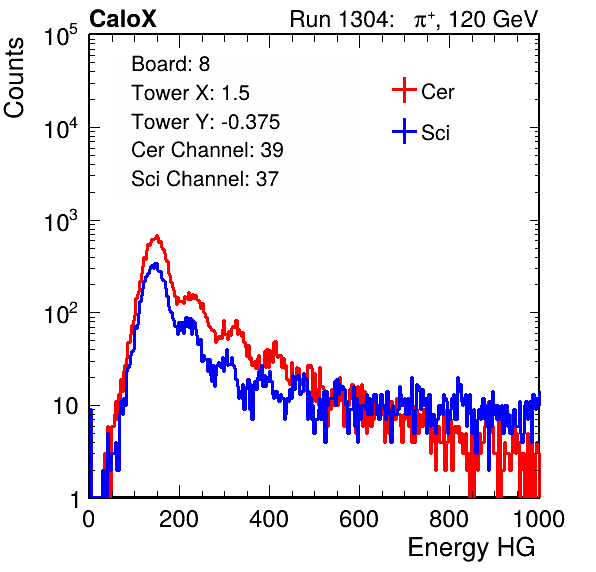 CaloX Run 1304: π⁺, 120 GeV
Board: 8
Tower X: 1.5
Tower Y: -0.375
Cer Channel: 39
Sci Channel: 37
Cer
Sci
Counts
10⁵
10⁴
10³
10²
10
1
0 200 400 600 800 1000
Energy HG